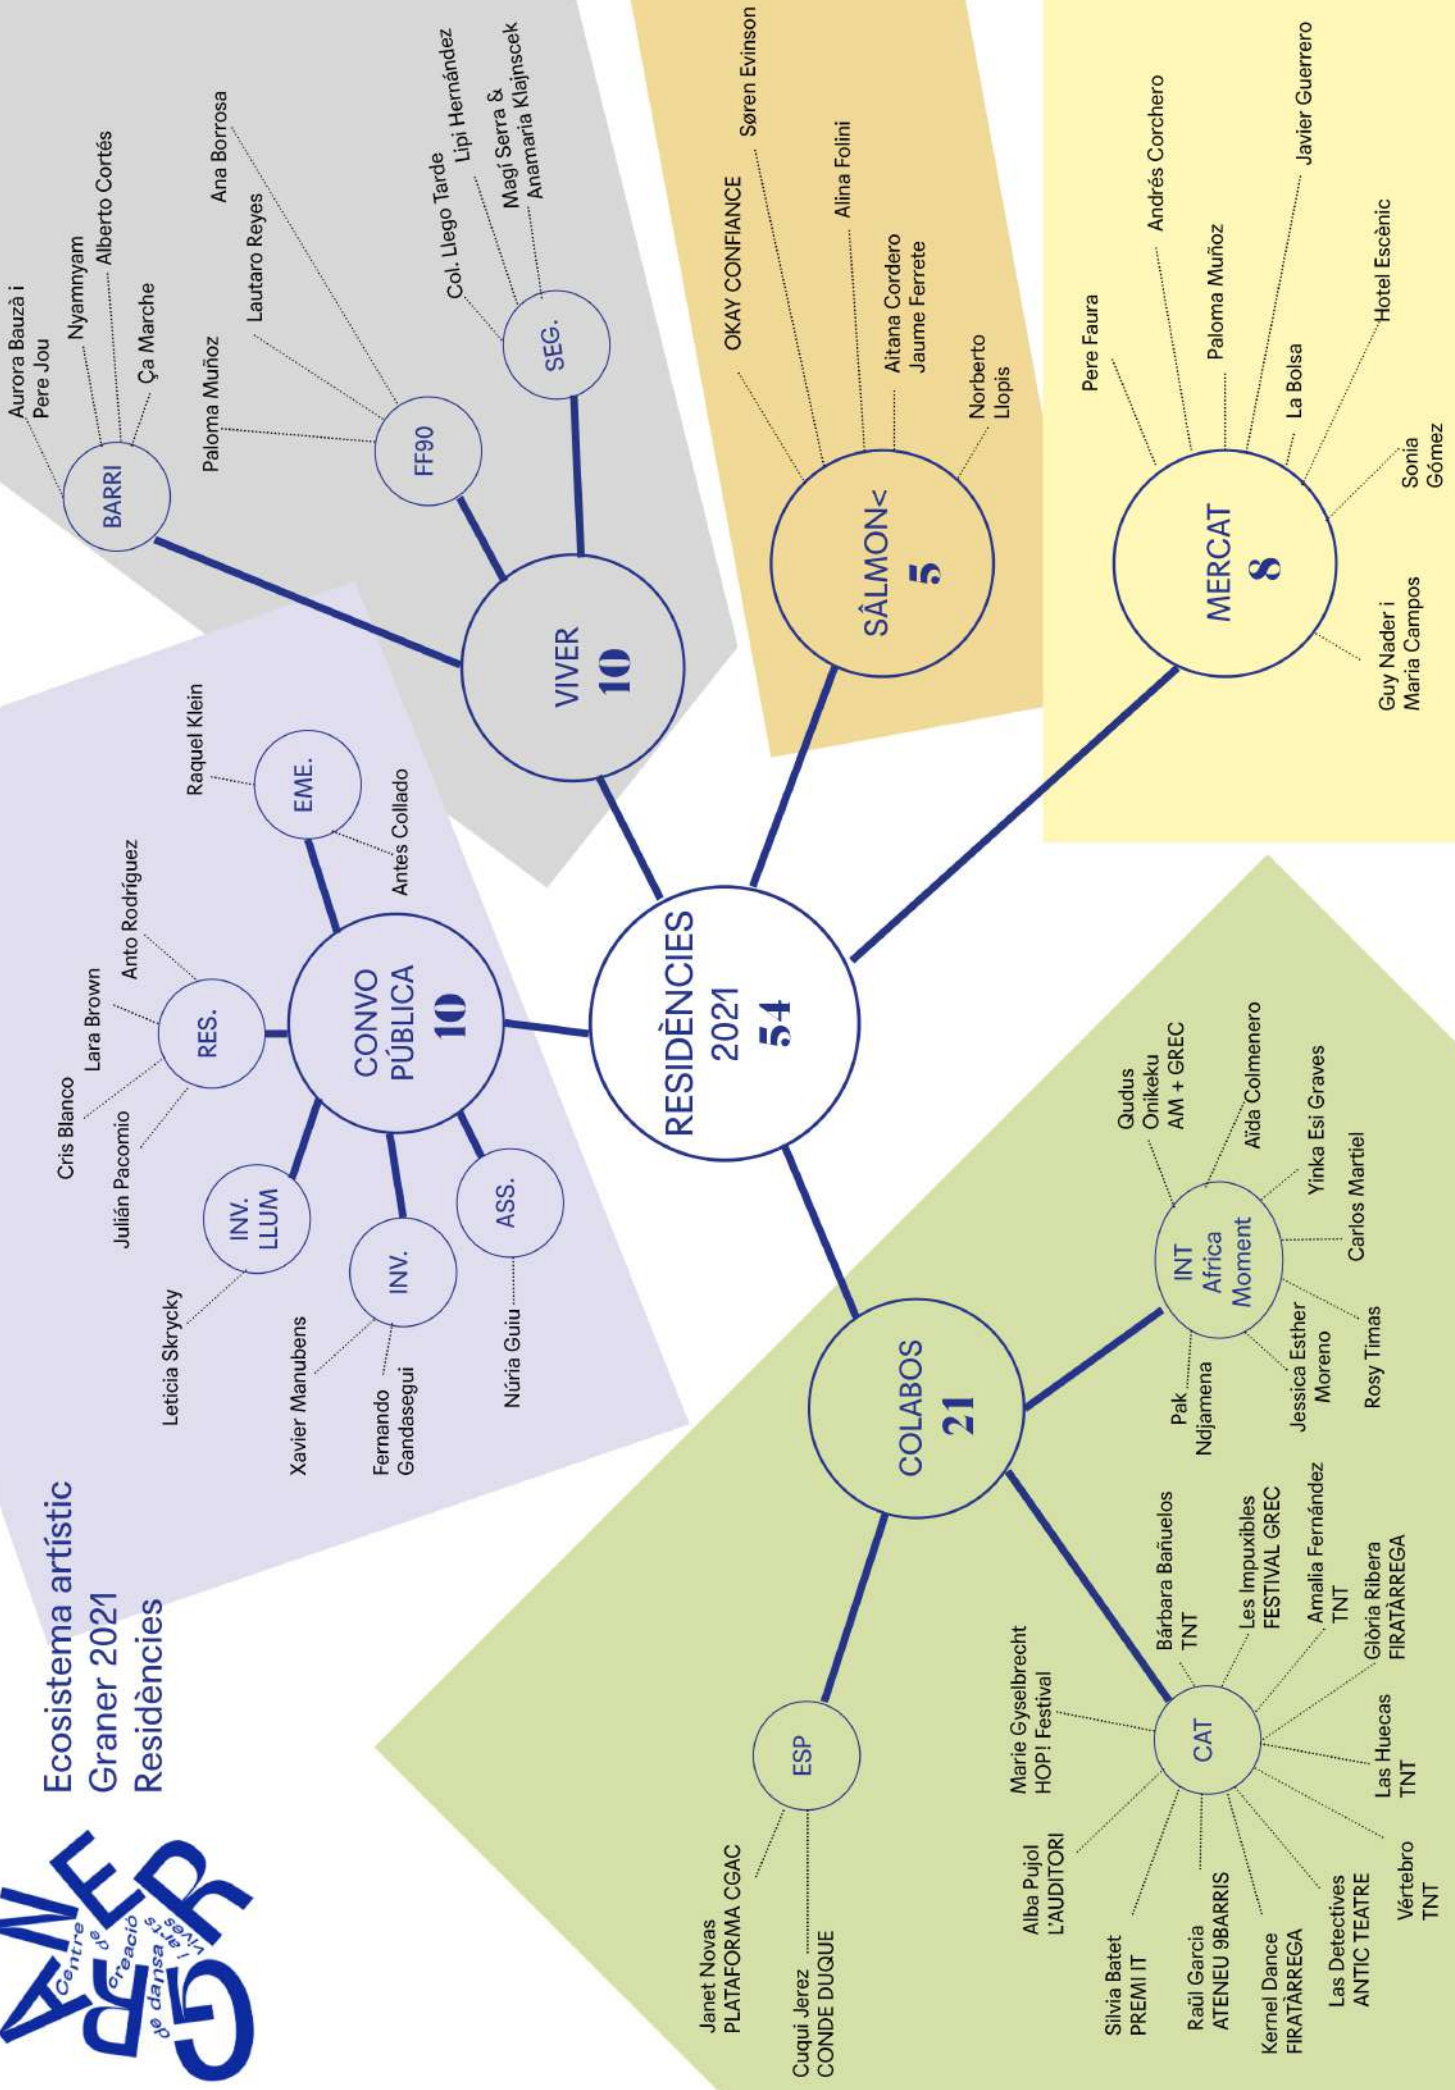 GRANER
Centre
de
creació
de dansa
i arts
vives
Ecosistema artístic
Graner 2021
Residències
RESIDÈNCIES
2021
54
CONVO
PÚBLICA
10
INV.
LLUM
Leticia Skrycky
RES.
Julián Pacomio
Cris Blanco
Lara Brown
Anto Rodríguez
EME.
Raquel Klein
Antes Collado
INV.
Xavier Manubens
Fernando
Gandasegui
ASS.
Núria Guiu
VIVER
10
BARRI
Aurora Bauzà i
Pere Jou
Nyamnyam
Alberto Cortés
Ça Marche
FF90
Paloma Muñoz
Lautaro Reyes
Ana Borrosa
SEG.
Col. Llego Tarde
Lipi Hernández
Magí Serra &
Anamaria Klajnscek
SÂLMON<
5
OKAY CONFIANCE
Søren Evinson
Alina Folini
Aitana Cordero
Jaume Ferrete
Norberto
Llopis
MERCAT
8
Pere Faura
Andrés Corchero
Paloma Muñoz
Javier Guerrero
La Bolsa
Hotel Escènic
Sonia
Gómez
Guy Nader i
Maria Campos
COLABOS
21
ESP
Janet Novas
PLATAFORMA CGAC
Cuqui Jerez
CONDE DUQUE
CAT
Marie Gyselbrecht
HOP! Festival
Alba Pujol
L'AUDITORI
Silvia Batet
PREMI IT
Raül Garcia
ATENEU 9BARRIS
Kernel Dance
FIRATÀRREGA
Las Detectives
ANTIC TEATRE
Vértebro
TNT
Las Huecas
TNT
Glòria Ribera
FIRATÀRREGA
Amalia Fernández
TNT
Les Impuxibles
FESTIVAL GREC
Bárbara Bañuelos
TNT
INT
Africa
Moment
Qudus
Onikeku
AM + GREC
Aïda Colmenero
Yinka Esi Graves
Carlos Martiel
Rosy Timas
Jessica Esther
Moreno
Pak
Ndjamena